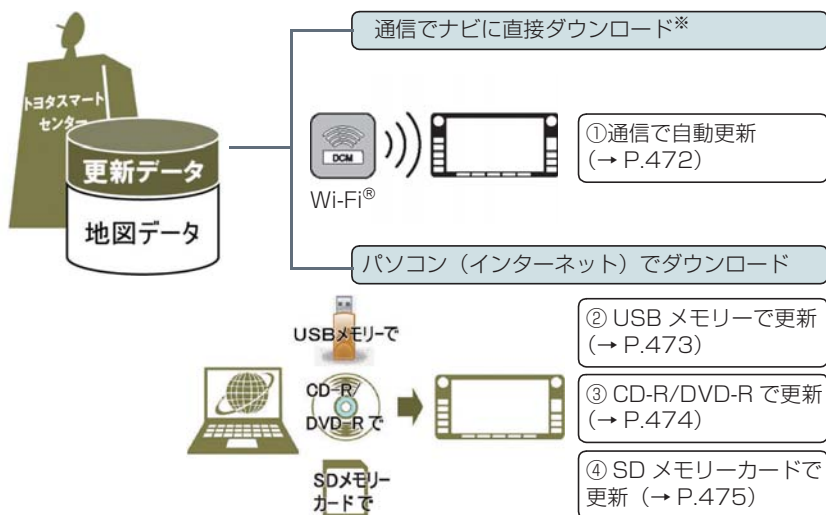 通信でナビに直接ダウンロード※
トヨタスマート
センター
更新データ
地図データ
DCM
Wi-Fi®
①通信で自動更新
（→ P.472）
パソコン（インターネット）でダウンロード
USBメモリーで
② USB メモリーで更新
（→ P.473）
CD-R/
DVD-Rで
③ CD-R/DVD-R で更新
（→ P.474）
SDメモリー
カードで
④ SD メモリーカードで
更新（→ P.475）